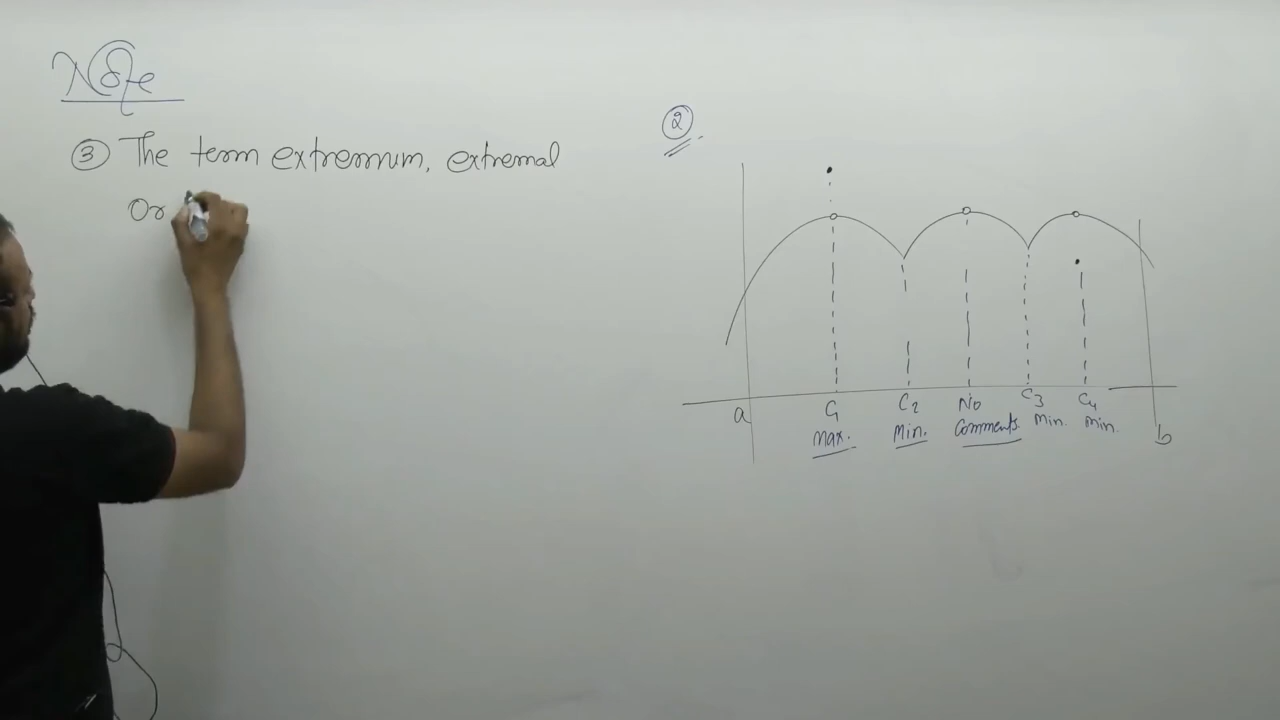 Note
③ The term extremum, extremal
Or
②.
a C1 C2 No C3 C4 b
Max. Min. Comments. Min. Min.